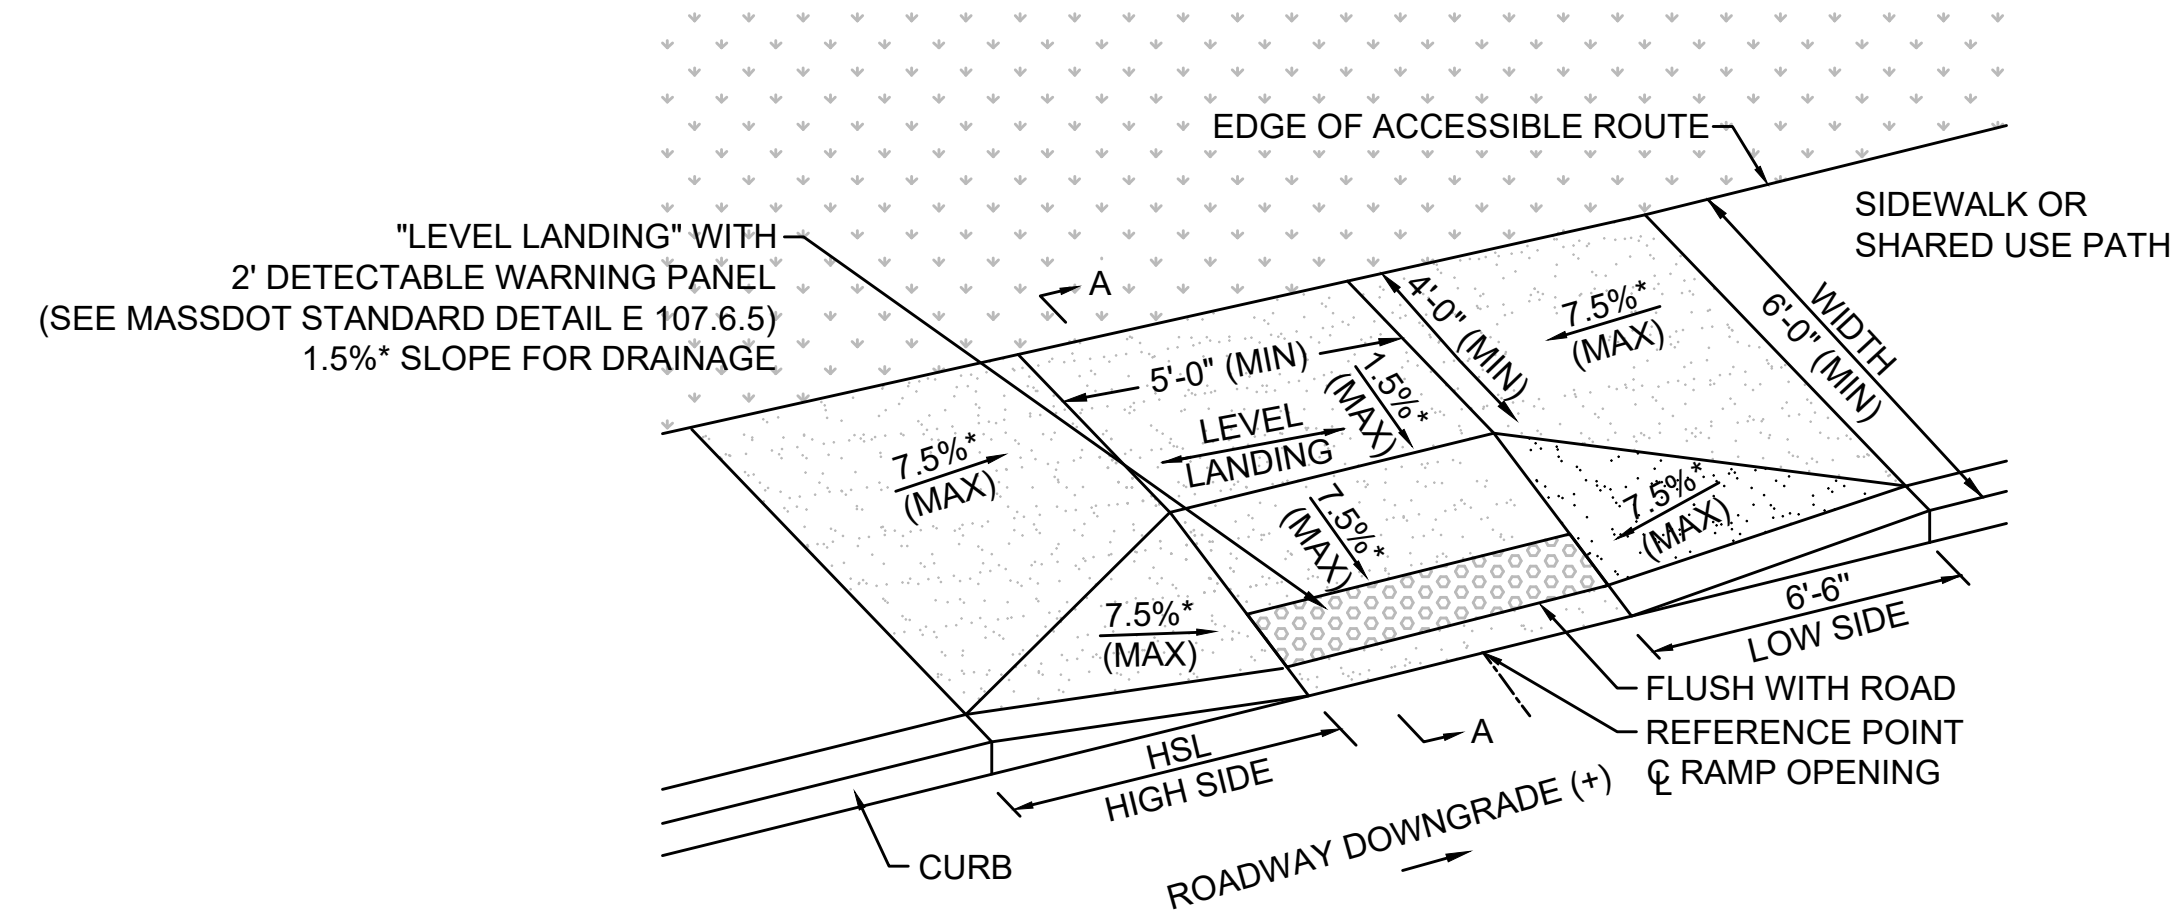 EDGE OF ACCESSIBLE ROUTE
SIDEWALK OR
SHARED USE PATH
"LEVEL LANDING" WITH
2' DETECTABLE WARNING PANEL
(SEE MASSDOT STANDARD DETAIL E 107.6.5)
1.5%* SLOPE FOR DRAINAGE
A
4'-0" (MIN)
7.5%*
(MAX)
WIDTH
6'-0" (MIN)
5'-0" (MIN)
1.5%*
(MAX)
LEVEL
LANDING
7.5%*
(MAX)
7.5%*
(MAX)
7.5%*
(MAX)
7.5%*
(MAX)
6'-6"
LOW SIDE
FLUSH WITH ROAD
REFERENCE POINT
℄ RAMP OPENING
A
HSL
HIGH SIDE
ROADWAY DOWNGRADE (+)
CURB